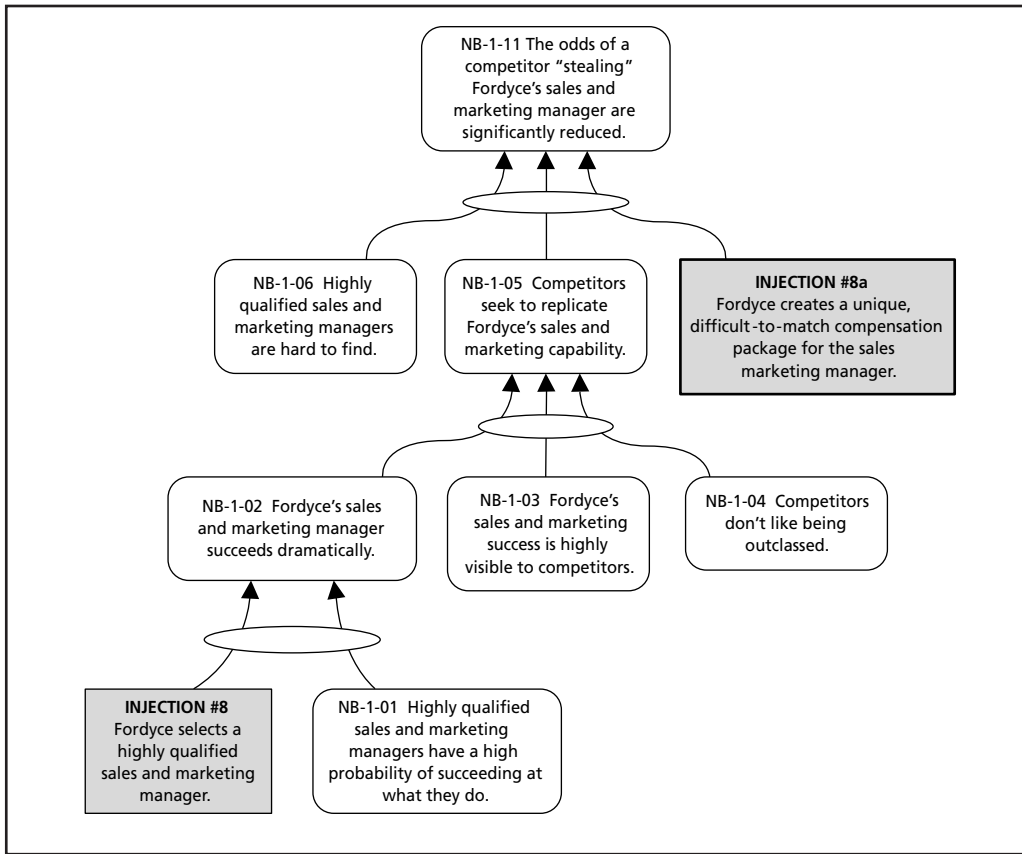 NB-1-11 The odds of a
competitor “stealing”
Fordyce’s sales and
marketing manager are
significantly reduced.
NB-1-06 Highly
qualified sales and
marketing managers
are hard to find.
NB-1-05 Competitors
seek to replicate
Fordyce’s sales and
marketing capability.
INJECTION #8a
Fordyce creates a unique,
difficult-to-match compensation
package for the sales
marketing manager.
NB-1-02 Fordyce’s sales
and marketing manager
succeeds dramatically.
NB-1-03 Fordyce’s
sales and marketing
success is highly
visible to competitors.
NB-1-04 Competitors
don’t like being
outclassed.
INJECTION #8
Fordyce selects a
highly qualified
sales and marketing
manager.
NB-1-01 Highly qualified
sales and marketing
managers have a high
probability of succeeding at
what they do.